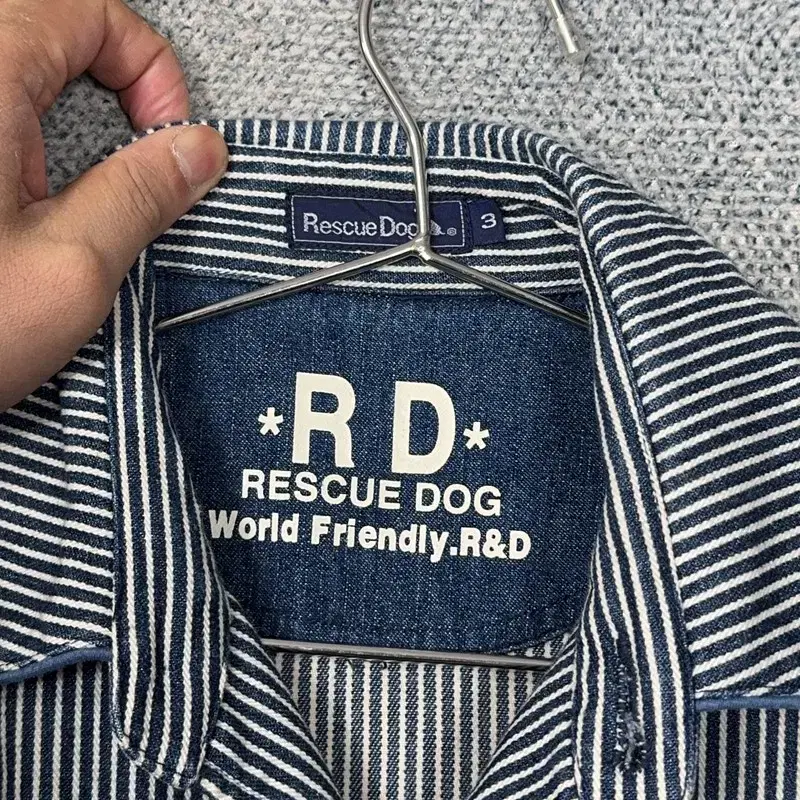 Rescue Dog ®
3
*R D*
RESCUE DOG
World Friendly.R&D